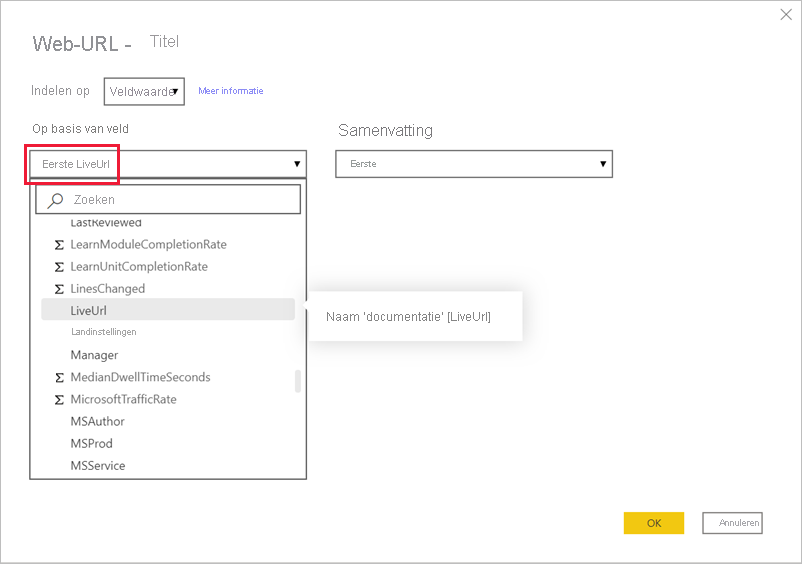 Web-URL - Titel
Indelen op Veldwaarde Meer informatie
Op basis van veld
Samenvatting
Eerste LiveUrl
Eerste
Zoeken
LastReviewed
Σ LearnModuleCompletionRate
Σ LearnUnitCompletionRate
Σ LinesChanged
LiveUrl
Naam 'documentatie' [LiveUrl]
Landinstellingen
Manager
Σ MedianDwellTimeSeconds
Σ MicrosoftTrafficRate
MSAuthor
MSProd
MSService
OK Annuleren